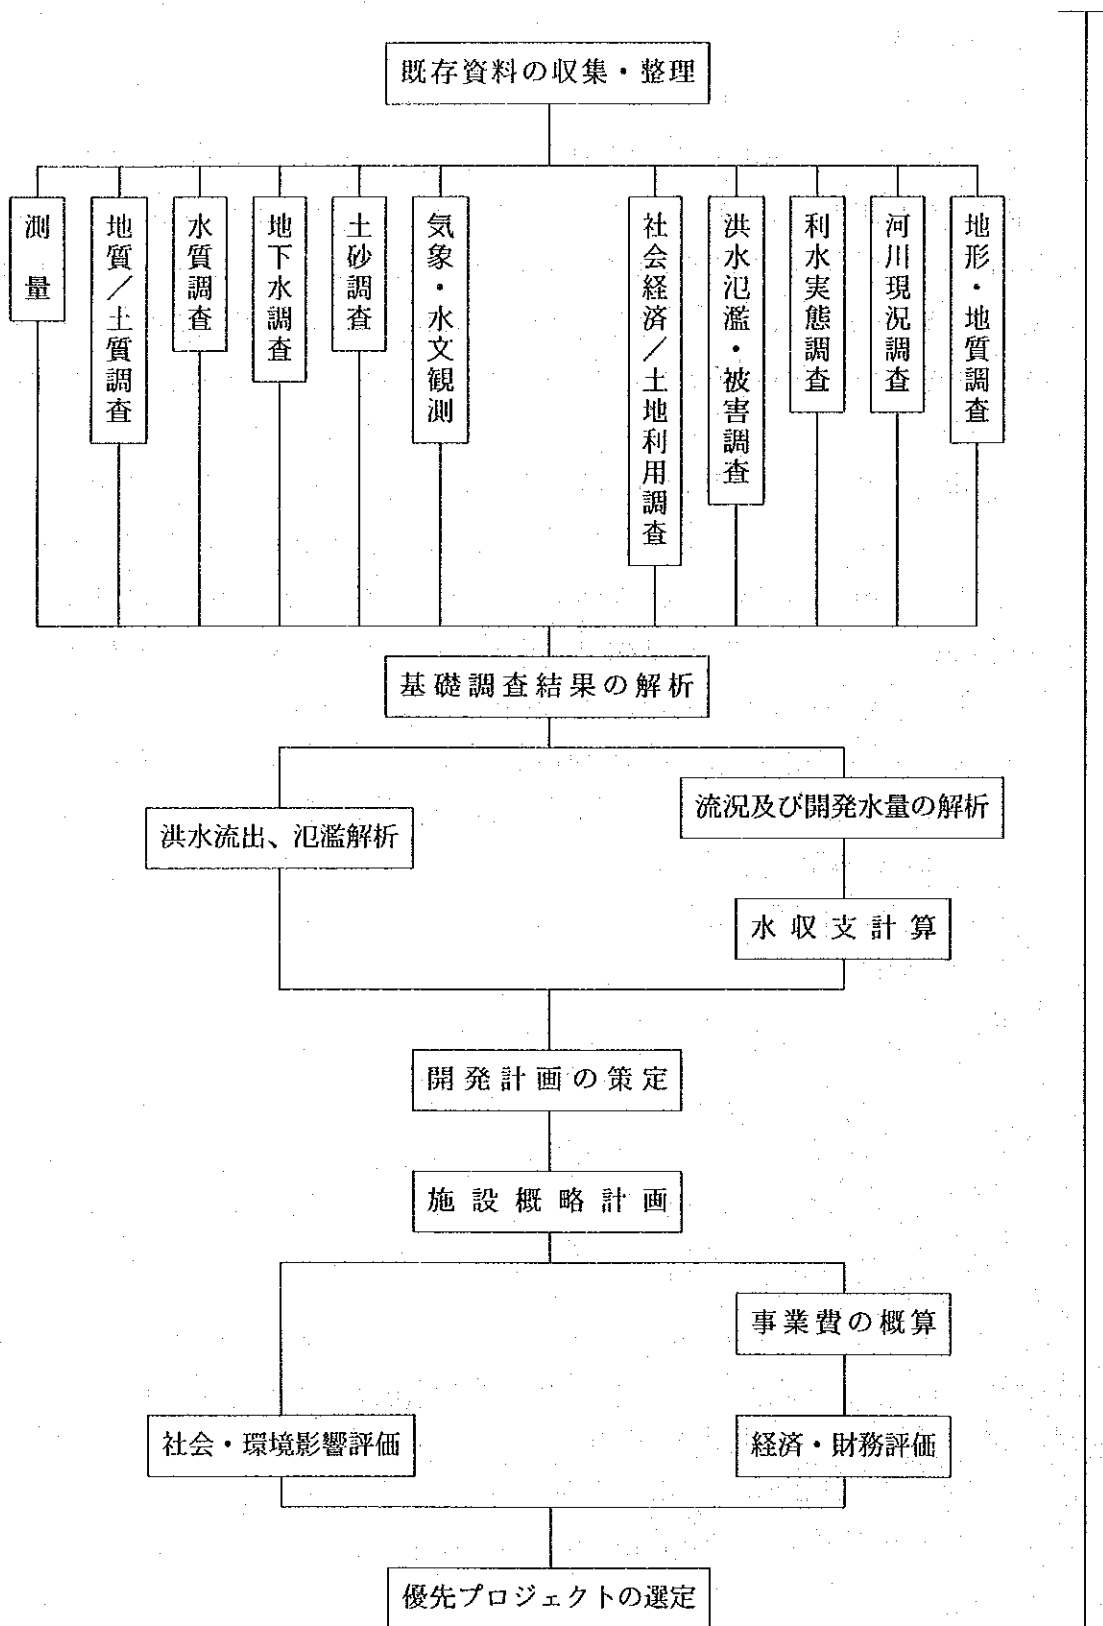 既存資料の収集・整理
測量
地質／土質調査
水質調査
地下水調査
土砂調査
気象・水文観測
社会経済／土地利用調査
洪水氾濫・被害調査
利水実態調査
河川現況調査
地形・地質調査
基礎調査結果の解析
洪水流出、氾濫解析
流況及び開発水量の解析
水収支計算
開発計画の策定
施設概略計画
事業費の概算
社会・環境影響評価
経済・財務評価
優先プロジェクトの選定